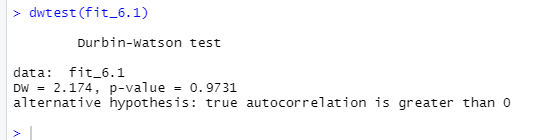 > dwtest(fit_6.1)
Durbin-Watson test
data:  fit_6.1
DW = 2.174, p-value = 0.9731
alternative hypothesis: true autocorrelation is greater than 0
>